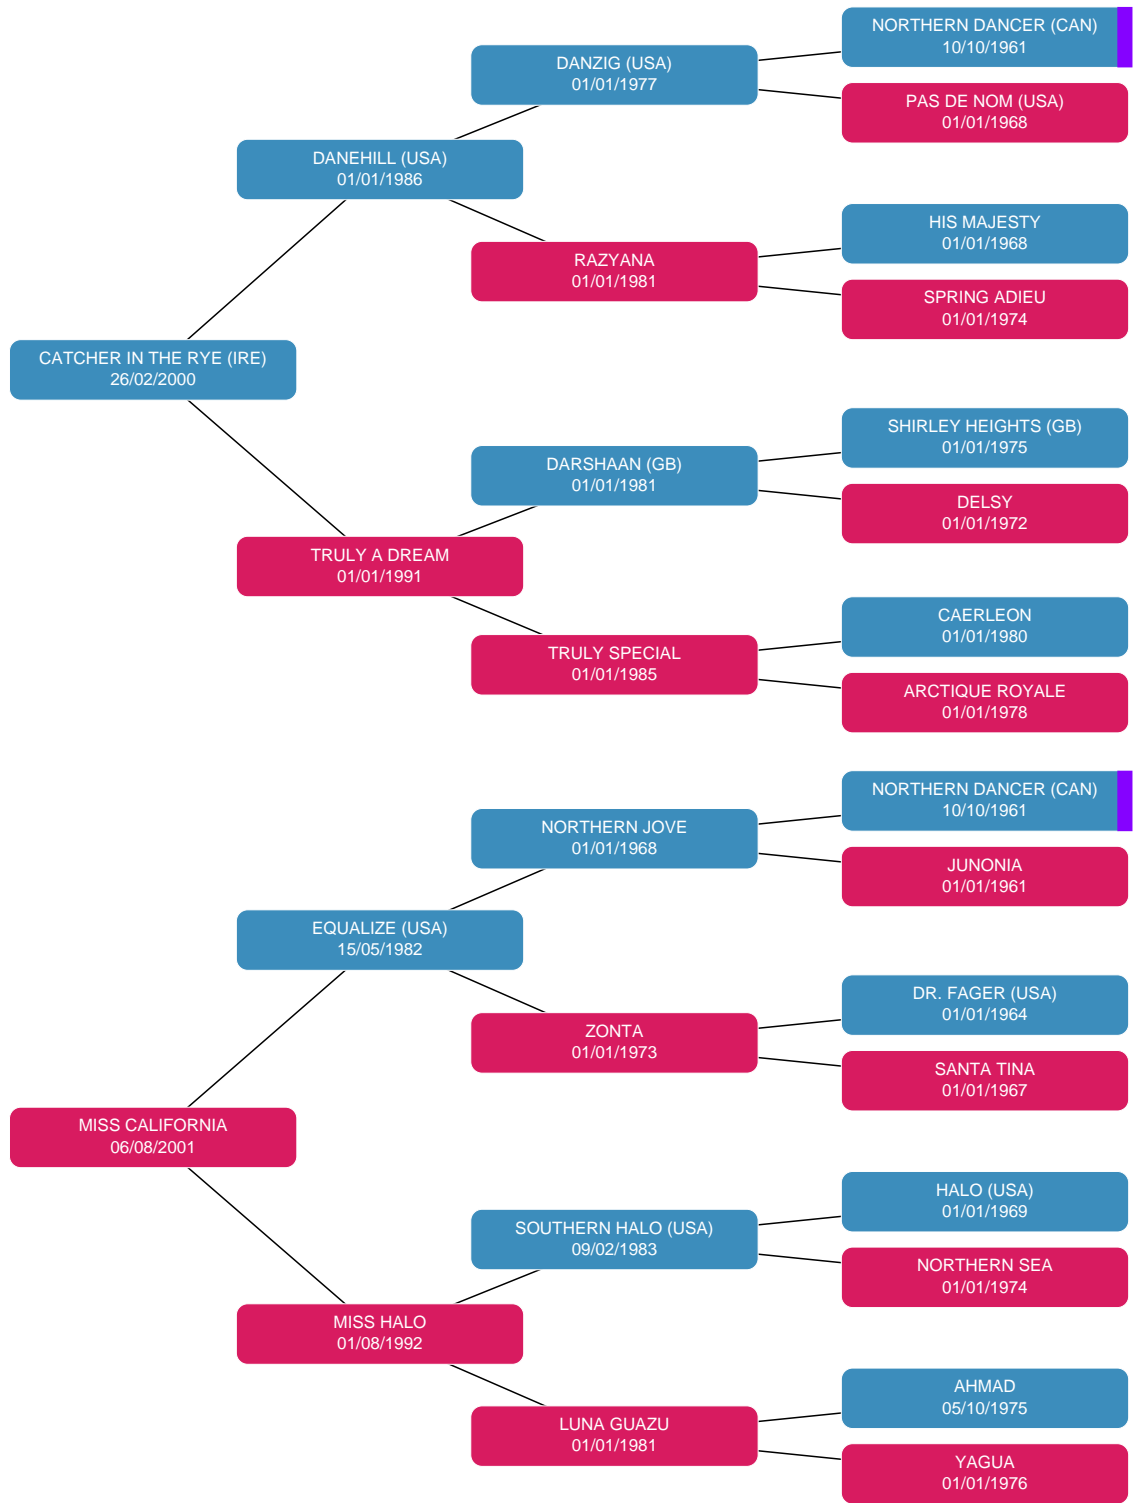 NORTHERN DANCER (CAN)
10/10/1961
DANZIG (USA)
01/01/1977
PAS DE NOM (USA)
01/01/1968
DANEHILL (USA)
01/01/1986
HIS MAJESTY
01/01/1968
RAZYANA
01/01/1981
SPRING ADIEU
01/01/1974
CATCHER IN THE RYE (IRE)
26/02/2000
SHIRLEY HEIGHTS (GB)
01/01/1975
DARSHAAN (GB)
01/01/1981
DELSY
01/01/1972
TRULY A DREAM
01/01/1991
CAERLEON
01/01/1980
TRULY SPECIAL
01/01/1985
ARCTIQUE ROYALE
01/01/1978
NORTHERN DANCER (CAN)
10/10/1961
NORTHERN JOVE
01/01/1968
JUNONIA
01/01/1961
EQUALIZE (USA)
15/05/1982
DR. FAGER (USA)
01/01/1964
ZONTA
01/01/1973
SANTA TINA
01/01/1967
MISS CALIFORNIA
06/08/2001
HALO (USA)
01/01/1969
SOUTHERN HALO (USA)
09/02/1983
NORTHERN SEA
01/01/1974
MISS HALO
01/08/1992
AHMAD
05/10/1975
LUNA GUAZU
01/01/1981
YAGUA
01/01/1976